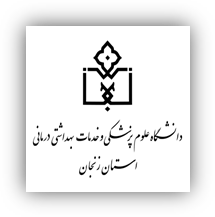 دانشگاه علوم پزشکی و خدمات بهداشتی درمانی
استان زنجان